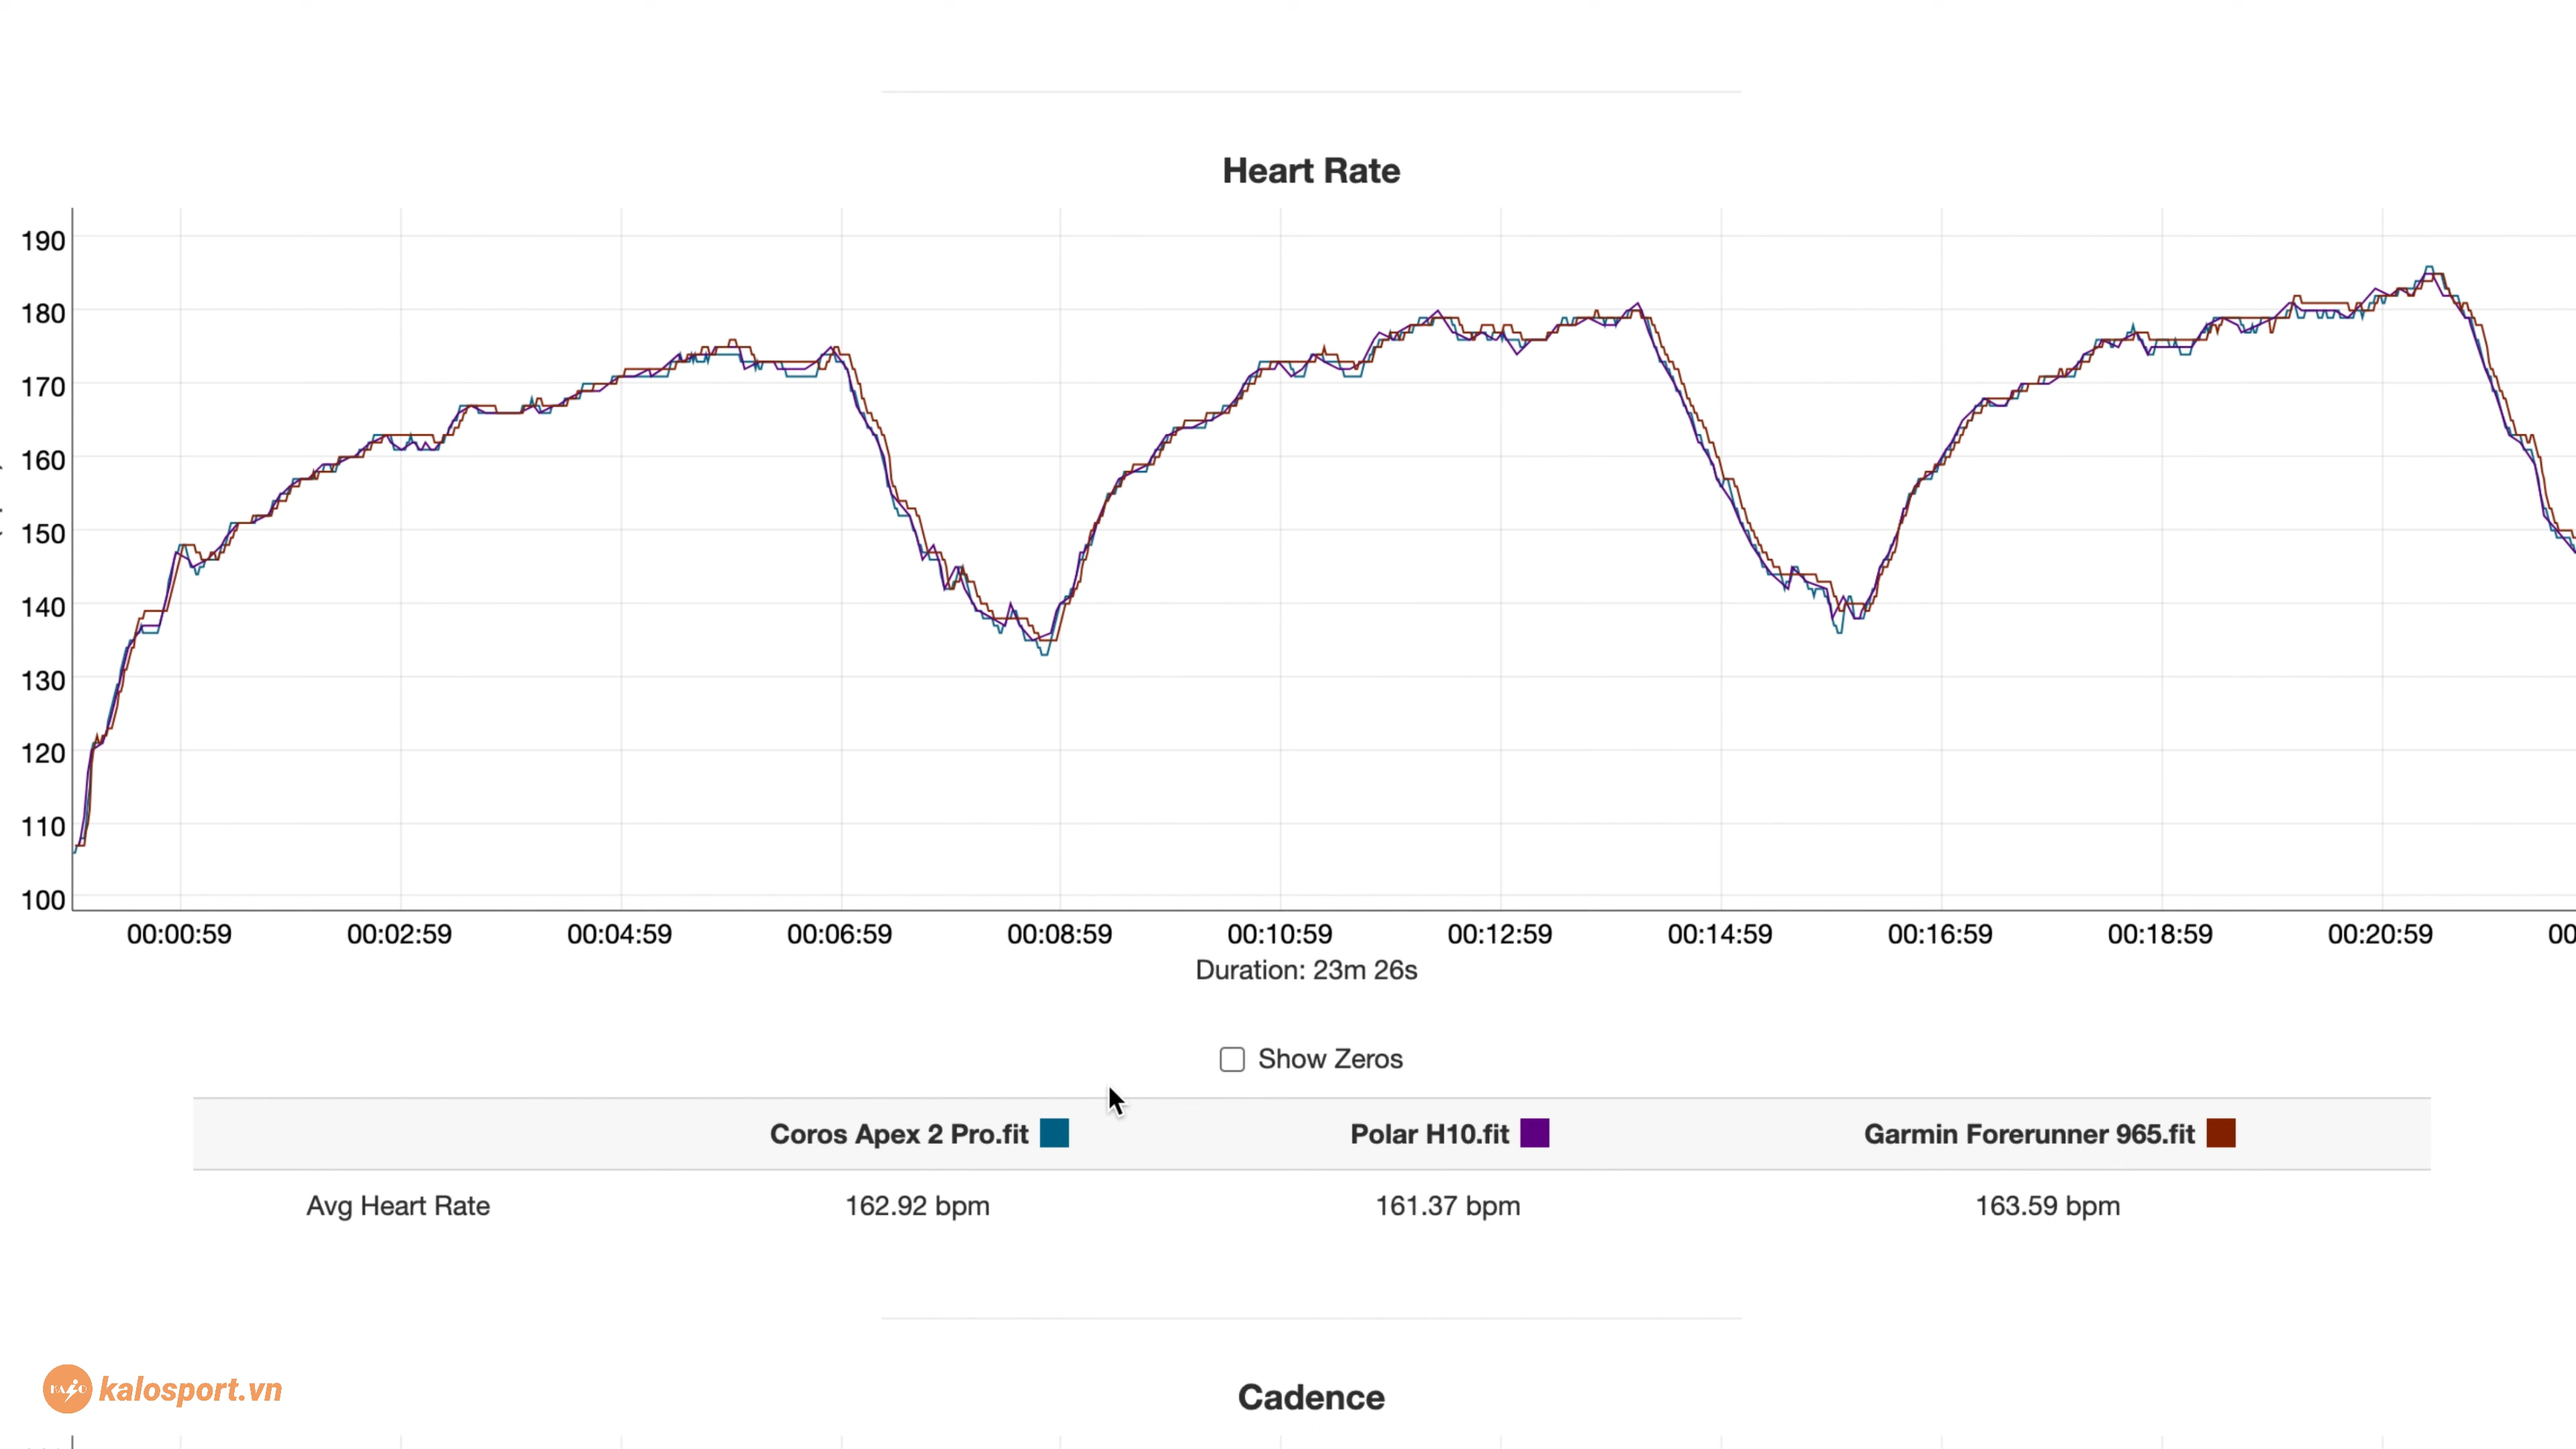 Heart Rate
190
180
170
160
150
140
130
120
110
100
00:00:59 00:02:59 00:04:59 00:06:59 00:08:59 00:10:59 00:12:59 00:14:59 00:16:59 00:18:59 00:20:59 00
Duration: 23m 26s
Show Zeros
Coros Apex 2 Pro.fit Polar H10.fit Garmin Forerunner 965.fit
Avg Heart Rate 162.92 bpm 161.37 bpm 163.59 bpm
KALO kalosport.vn
Cadence